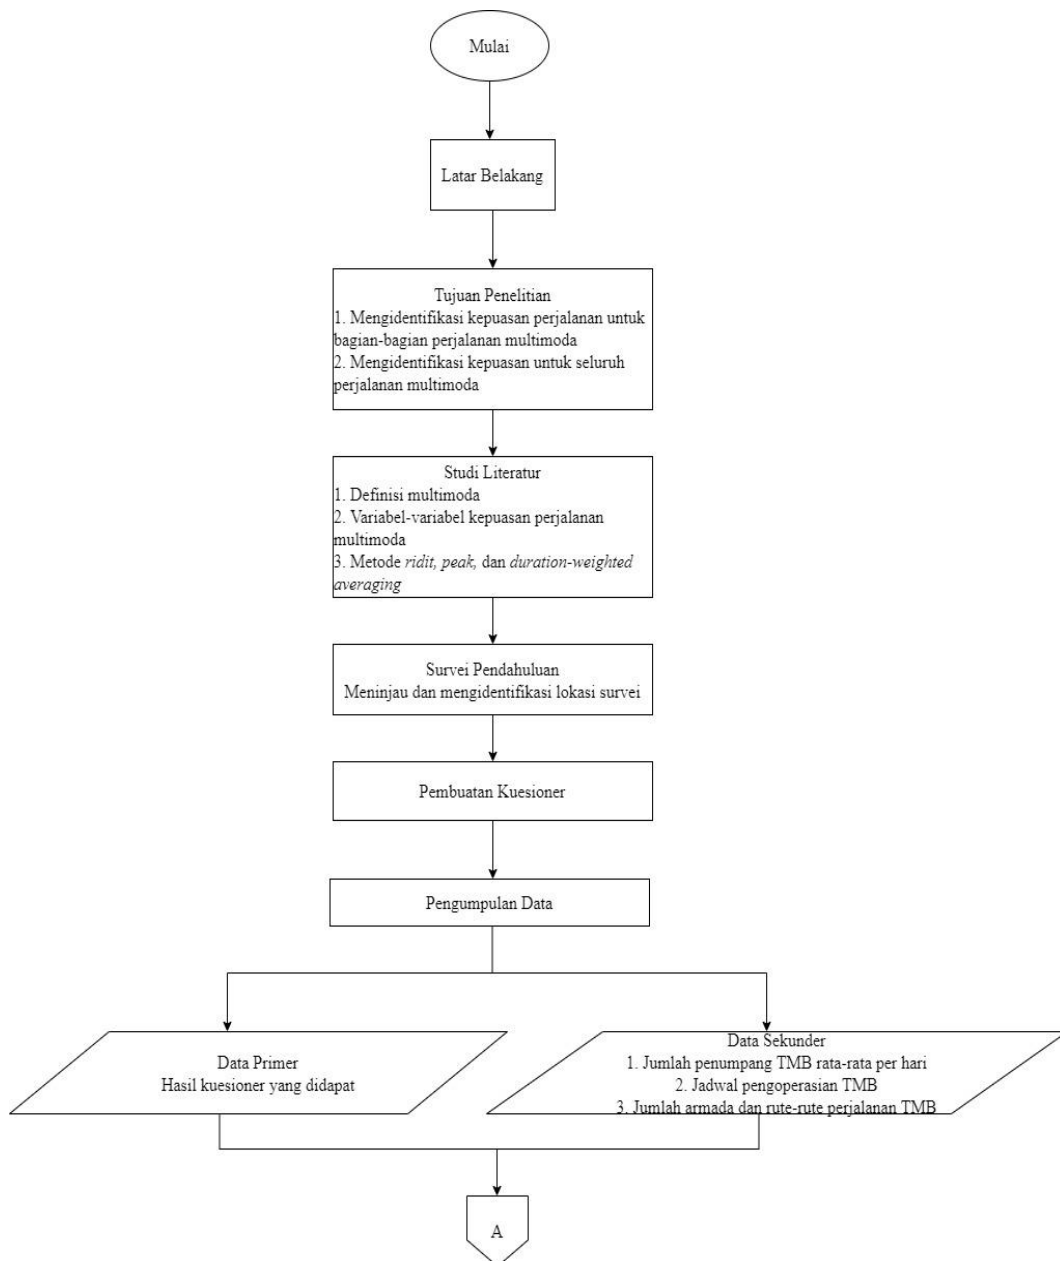 Mulai
Latar Belakang
Tujuan Penelitian
1. Mengidentifikasi kepuasan perjalanan untuk
bagian-bagian perjalanan multimoda
2. Mengidentifikasi kepuasan untuk seluruh
perjalanan multimoda
Studi Literatur
1. Definisi multimoda
2. Variabel-variabel kepuasan perjalanan
multimoda
3. Metode ridit, peak, dan duration-weighted
averaging
Survei Pendahuluan
Meninjau dan mengidentifikasi lokasi survei
Pembuatan Kuesioner
Pengumpulan Data
Data Primer
Hasil kuesioner yang didapat
Data Sekunder
1. Jumlah penumpang TMB rata-rata per hari
2. Jadwal pengoperasian TMB
3. Jumlah armada dan rute-rute perjalanan TMB
A